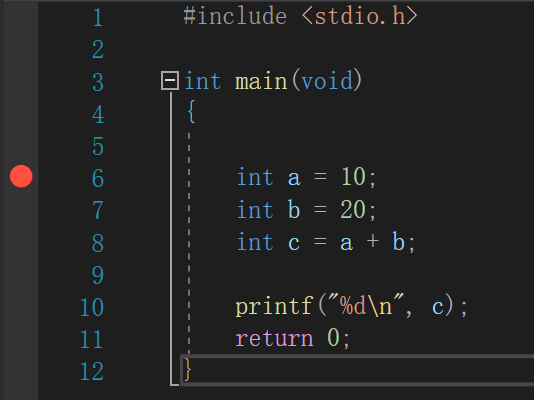 1 #include <stdio.h>
2
3 int main(void)
4 {
5
6 int a = 10;
7 int b = 20;
8 int c = a + b;
9
10 printf("%d\n", c);
11 return 0;
12 }